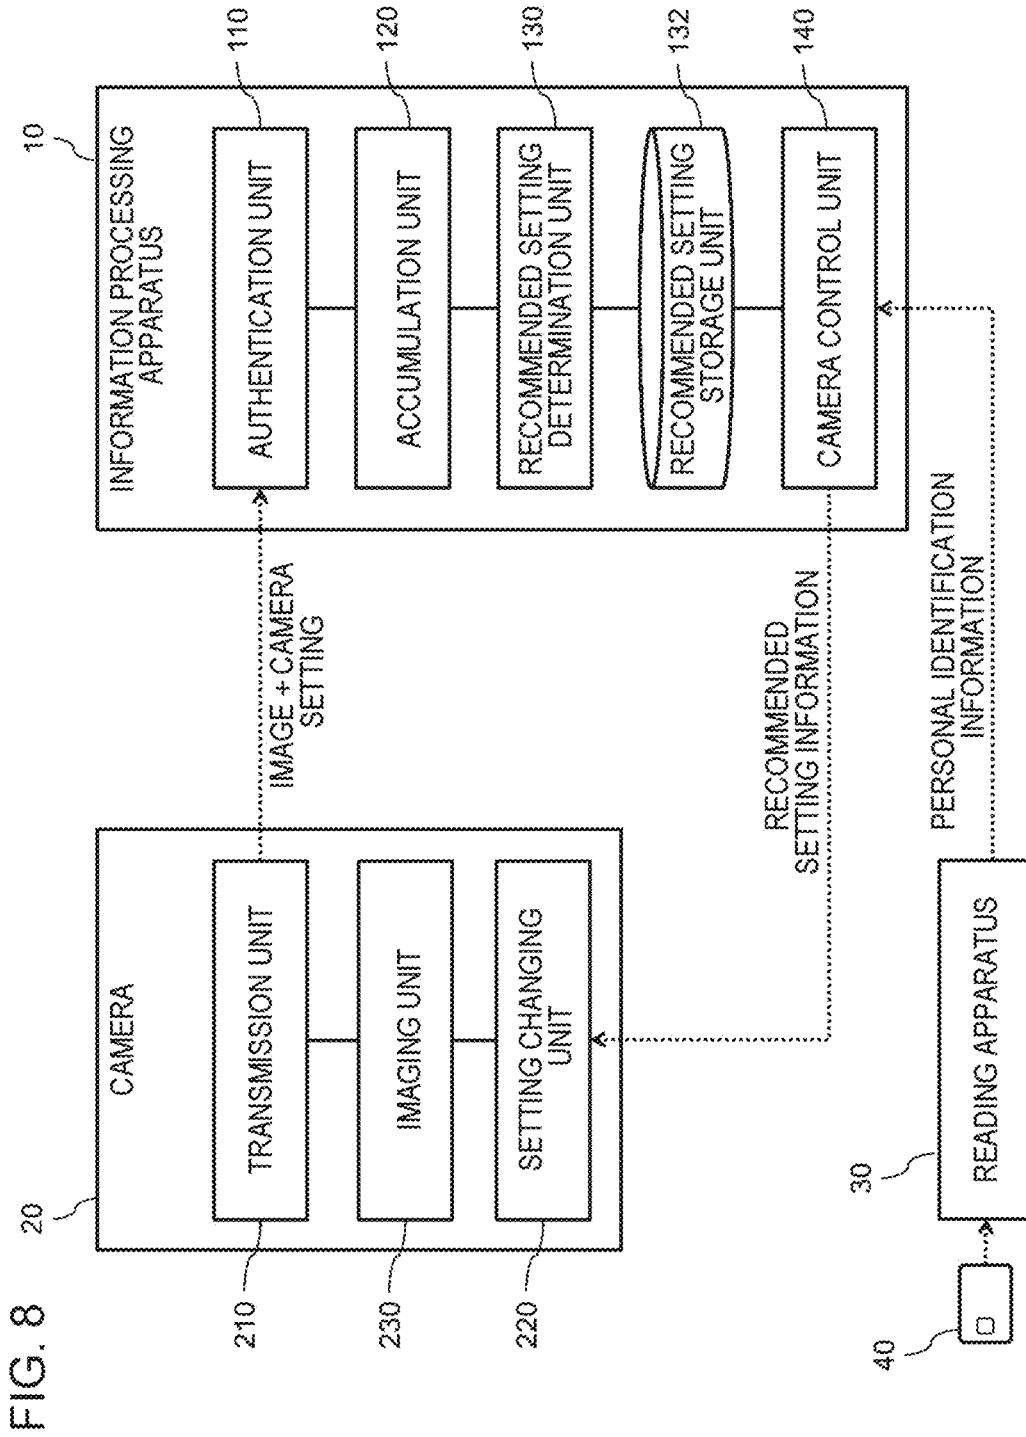 FIG. 8
20
CAMERA
210
TRANSMISSION UNIT
230
IMAGING UNIT
220
SETTING CHANGING
UNIT
IMAGE + CAMERA
SETTING
RECOMMENDED
SETTING INFORMATION
10
INFORMATION PROCESSING
APPARATUS
AUTHENTICATION UNIT
110
ACCUMULATION UNIT
120
RECOMMENDED SETTING
DETERMINATION UNIT
130
RECOMMENDED SETTING
STORAGE UNIT
132
CAMERA CONTROL UNIT
140
40
30
READING APPARATUS
PERSONAL IDENTIFICATION
INFORMATION